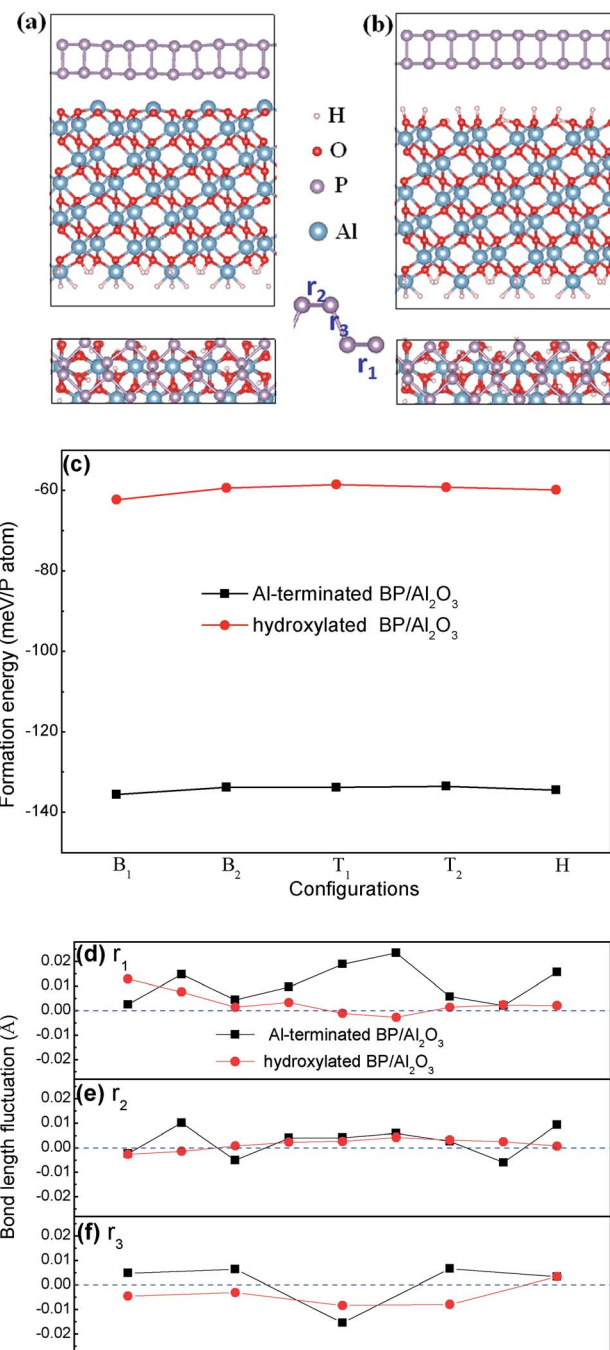 (a)
(b)
H
O
P
Al
r2
r3
r1
(c)
Formation energy (meV/P atom)
-60
-80
-100
-120
-140
Al-terminated BP/Al2O3
hydroxylated BP/Al2O3
B1 B2 T1 T2 H
Configurations
Bond length fluctuation (Å)
(d) r1
0.02
0.01
0.00
-0.01
-0.02
Al-terminated BP/Al2O3
hydroxylated BP/Al2O3
(e) r2
0.02
0.01
0.00
-0.01
-0.02
(f) r3
0.02
0.01
0.00
-0.01
-0.02